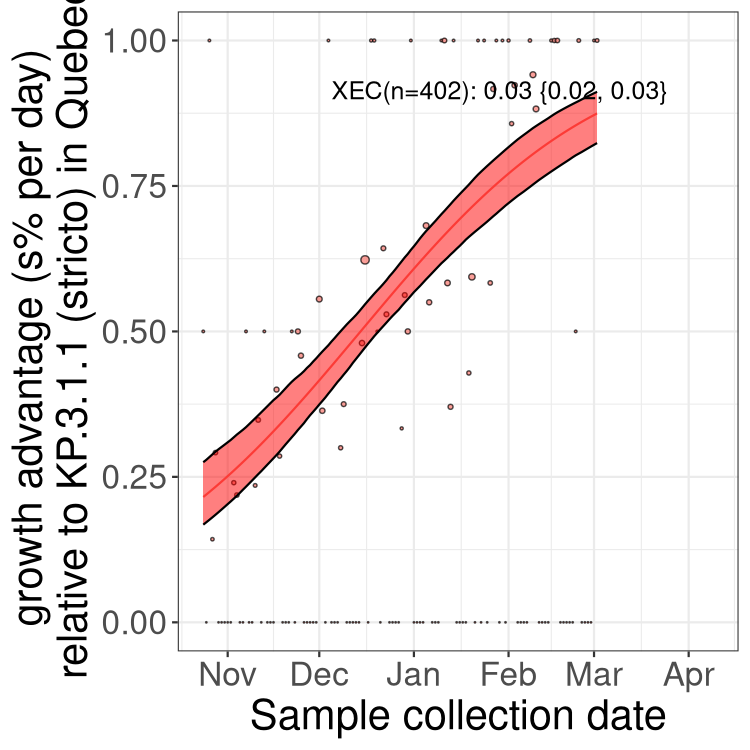 growth advantage (s% per day)
relative to KP.3.1.1 (stricto) in Quebec
1.00
0.75
0.50
0.25
0.00
XEC(n=402): 0.03 {0.02, 0.03}
Nov Dec Jan Feb Mar Apr
Sample collection date